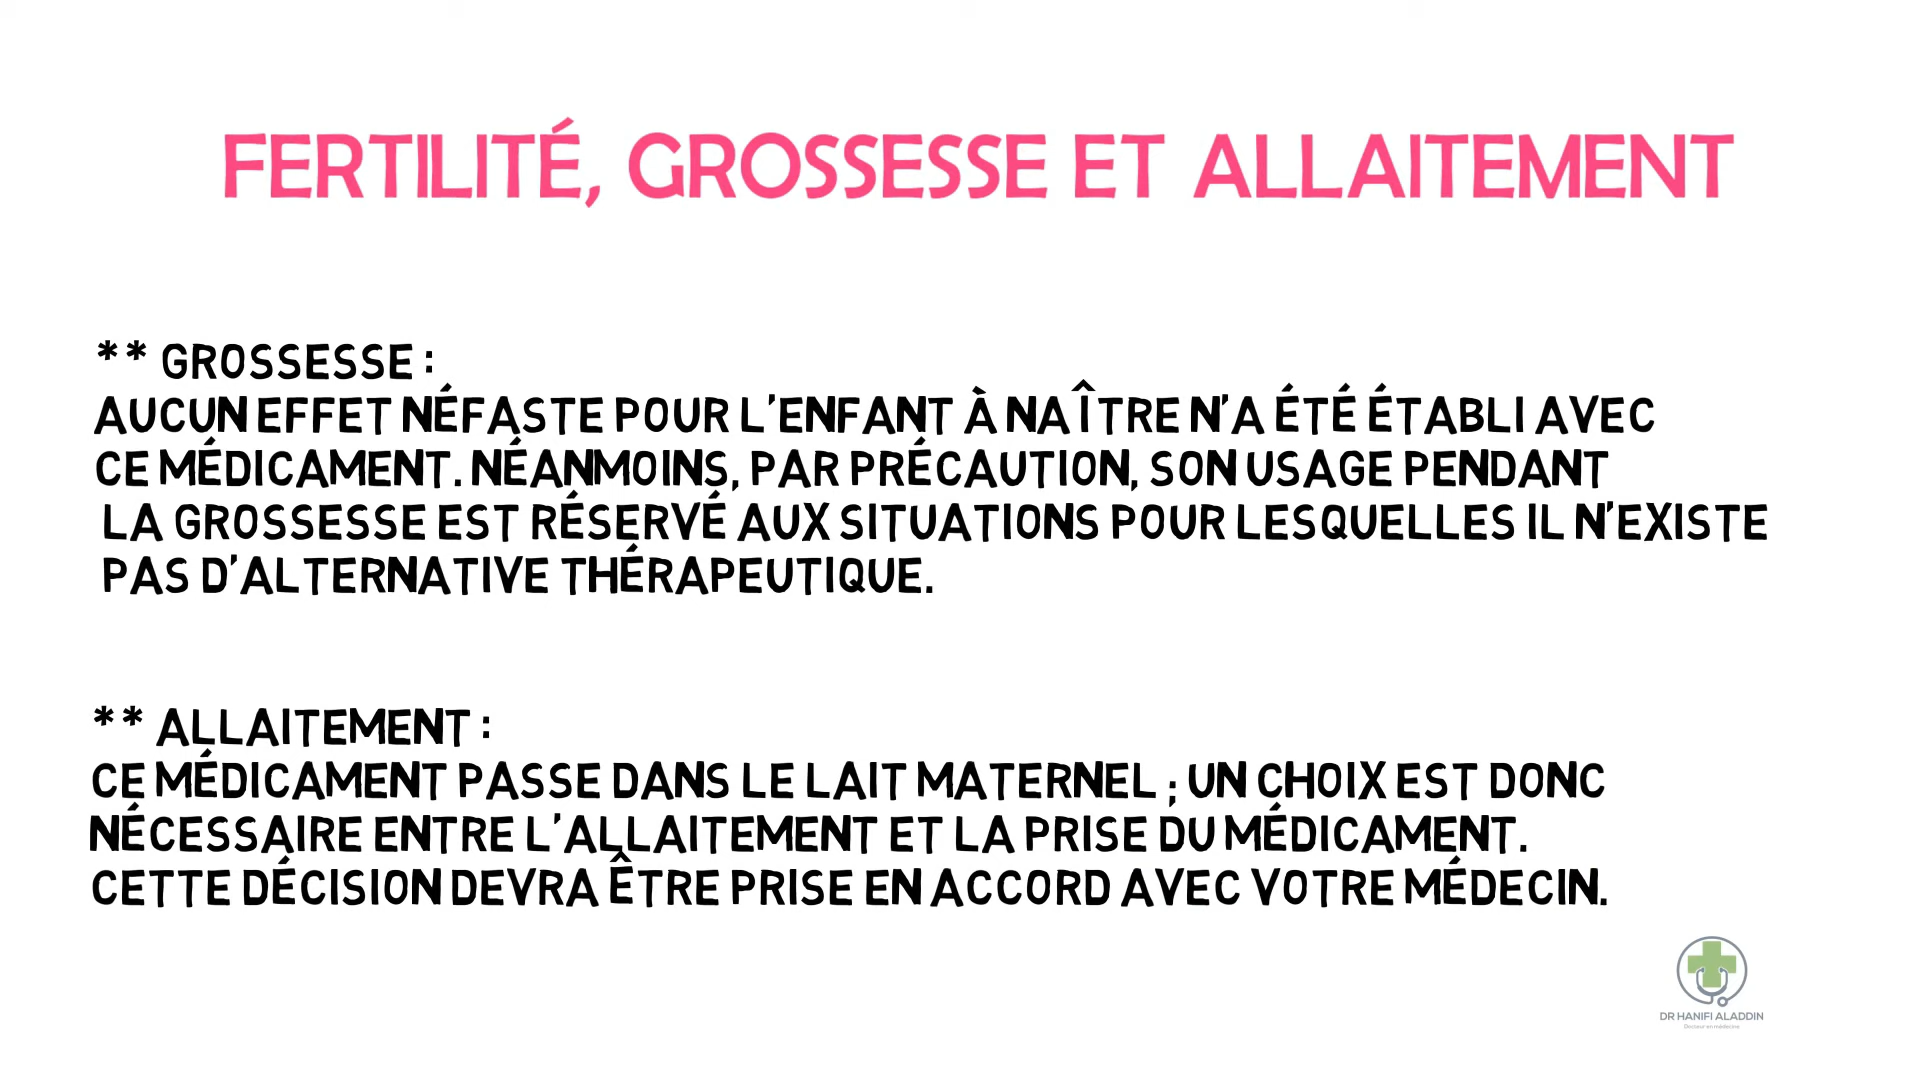 FERTILITÉ, GROSSESSE ET ALLAITEMENT
** GROSSESSE :
AUCUN EFFET NÉFASTE POUR L'ENFANT À NAÎTRE N'A ÉTÉ ÉTABLI AVEC
CE MÉDICAMENT. NÉANMOINS, PAR PRÉCAUTION, SON USAGE PENDANT
LA GROSSESSE EST RÉSERVÉ AUX SITUATIONS POUR LESQUELLES IL N'EXISTE
PAS D'ALTERNATIVE THÉRAPEUTIQUE.
** ALLAITEMENT :
CE MÉDICAMENT PASSE DANS LE LAIT MATERNEL ; UN CHOIX EST DONC
NÉCESSAIRE ENTRE L'ALLAITEMENT ET LA PRISE DU MÉDICAMENT.
CETTE DÉCISION DEVRA ÊTRE PRISE EN ACCORD AVEC VOTRE MÉDECIN.
DR HANIFI ALADDIN
Docteur en médecine